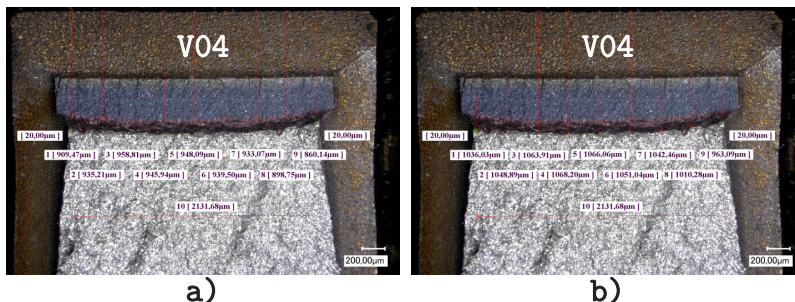 V04
[ 20,00µm ] [ 20,00µm ]
1 [ 909,47µm ] 3 [ 958,81µm ] 5 [ 948,09µm ] 7 [ 933,07µm ] 9 [ 860,14µm ]
2 [ 935,21µm ] 4 [ 945,94µm ] 6 [ 939,50µm ] 8 [ 898,75µm ]
10 [ 2131,68µm ]
200,00µm
a)
V04
[ 20,00µm ] [ 20,00µm ]
1 [ 1036,03µm ] 3 [ 1063,91µm ] 5 [ 1066,06µm ] 7 [ 1042,46µm ] 9 [ 963,09µm ]
2 [ 1048,89µm ] 4 [ 1068,20µm ] 6 [ 1051,04µm ] 8 [ 1010,28µm ]
10 [ 2131,68µm ]
200,00µm
b)